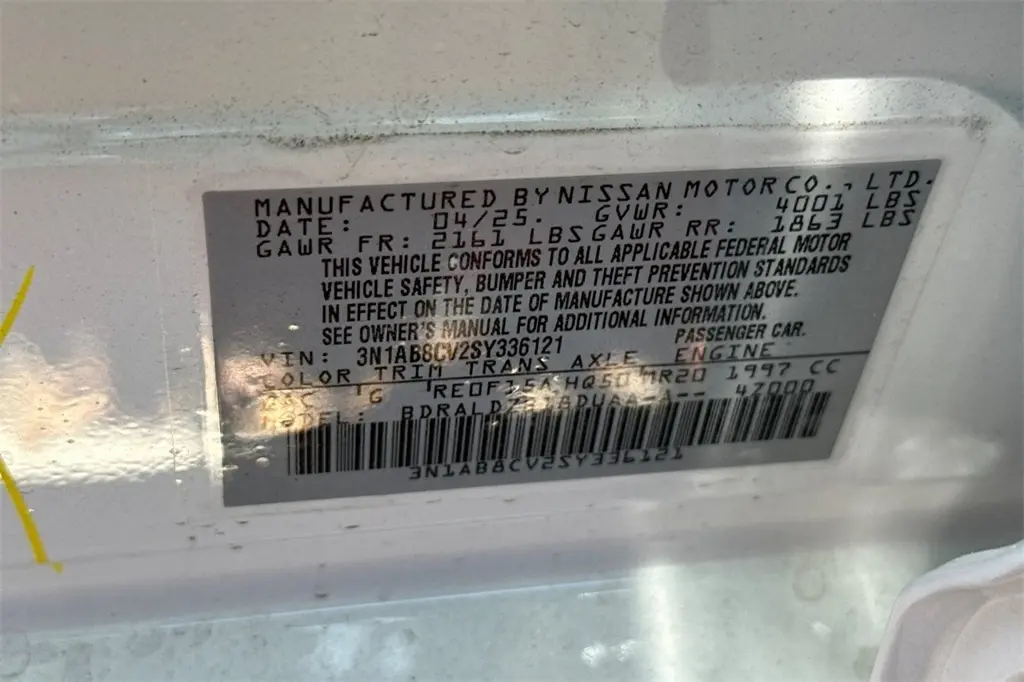 MANUFACTURED BY NISSAN MOTOR CO., LTD.
DATE: 04/25. GVWR: 4001 LBS
GAWR FR: 2161 LBS GAWR RR: 1863 LBS
THIS VEHICLE CONFORMS TO ALL APPLICABLE FEDERAL MOTOR
VEHICLE SAFETY, BUMPER AND THEFT PREVENTION STANDARDS
IN EFFECT ON THE DATE OF MANUFACTURE SHOWN ABOVE.
SEE OWNER'S MANUAL FOR ADDITIONAL INFORMATION.
VIN: 3N1AB8CV2SY336121 PASSENGER CAR.
COLOR TRIM TRANS AXLE ENGINE
G RE0F15A HQ50 MR20 1997 CC
MODEL: 47000
3N1AB8CV2SY336121